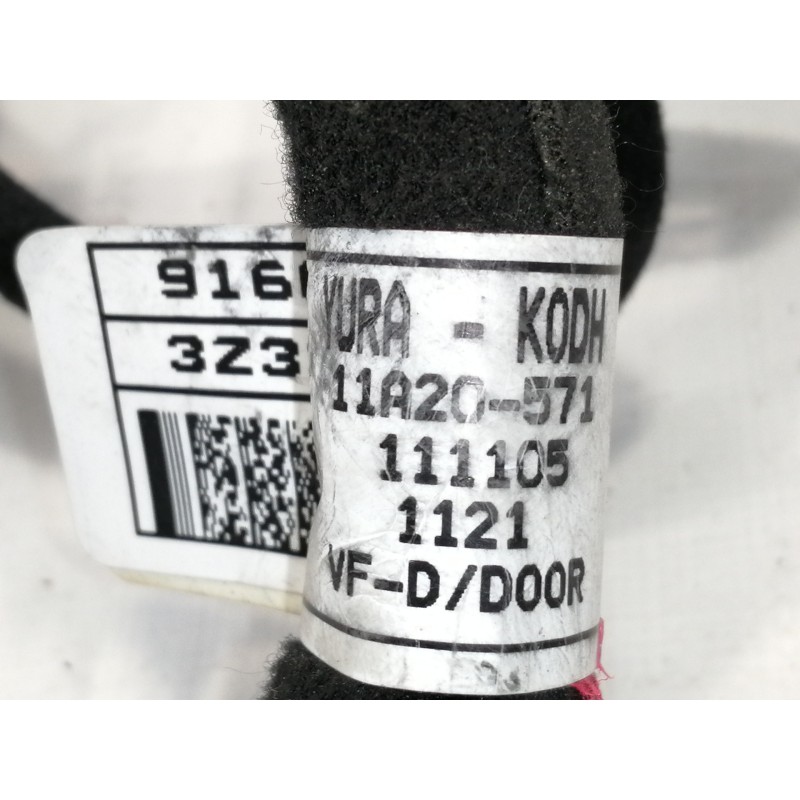 916
3Z3
YURA - KODH
11A20-571
111105
1121
VF-D/DOOR